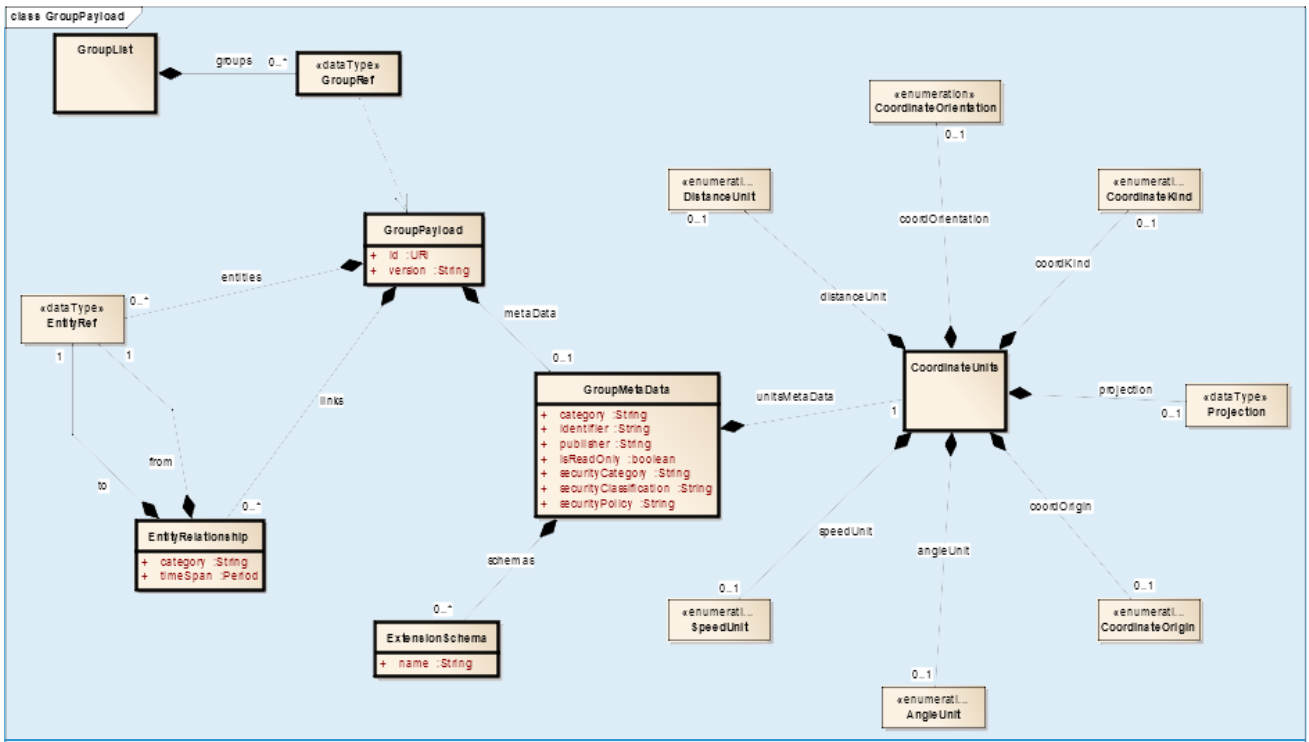 class GroupPayload
GroupList
groups
0..*
«dataType»
GroupRef
«enumeration»
CoordinateOrientation
0..1
«enumerati...
DistanceUnit
0..1
«enumerati...
CoordinateKind
0..1
coordOrientation
coordKind
distanceUnit
GroupPayload
+ id :URI
+ version :String
entities
0..*
«dataType»
EntityRef
1
1
metaData
0..1
links
from
to
0..*
EntityRelationship
+ category :String
+ timeSpan :Period
GroupMetaData
+ category :String
+ identifier :String
+ publisher :String
+ isReadOnly :boolean
+ securityCategory :String
+ securityClassification :String
+ securityPolicy :String
unitsMetaData
1
CoordinateUnits
projection
0..1
«dataType»
Projection
schemas
0..*
ExtensionSchema
+ name :String
speedUnit
0..1
«enumerati...
SpeedUnit
angleUnit
0..1
«enumerati...
AngleUnit
coordOrigin
0..1
«enumerati...
CoordinateOrigin